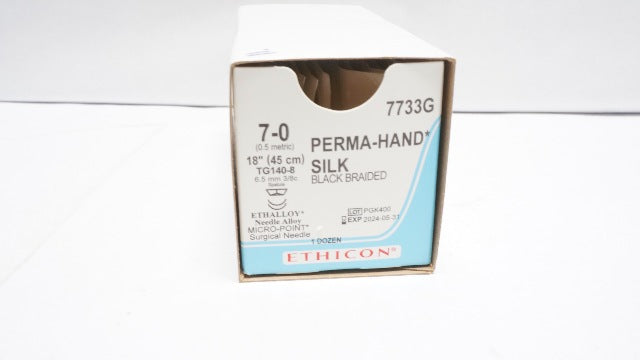 7733G
7-0
(0.5 metric)
18" (45 cm)
TG140-8
6.5 mm 3/8c
Spatula
ETHALLOY*
Needle Alloy
MICRO-POINT*
Surgical Needle
PERMA-HAND*
SILK
BLACK BRAIDED
LOT PGK400
EXP 2024-05-31
1 DOZEN
ETHICON®